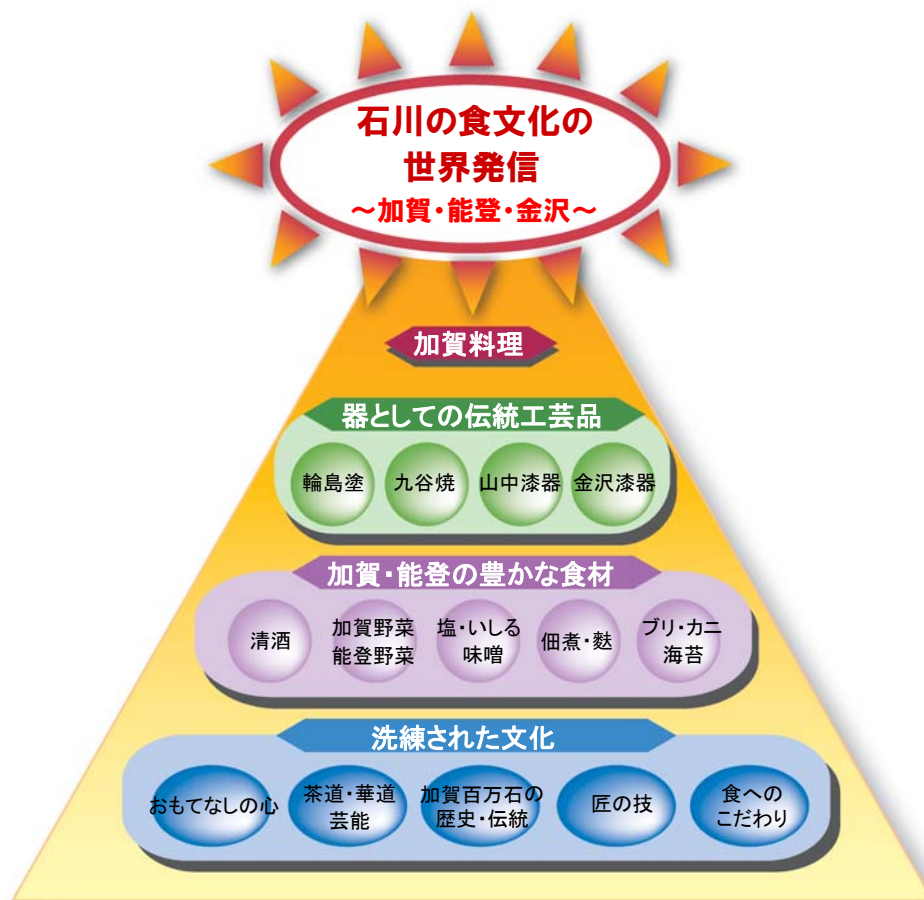 石川の食文化の
世界発信
～加賀・能登・金沢～
加賀料理
器としての伝統工芸品
輪島塗
九谷焼
山中漆器
金沢漆器
加賀・能登の豊かな食材
清酒
加賀野菜
能登野菜
塩・いしる
味噌
佃煮・麩
ブリ・カニ
海苔
洗練された文化
おもてなしの心
茶道・華道
芸能
加賀百万石の
歴史・伝統
匠の技
食への
こだわり